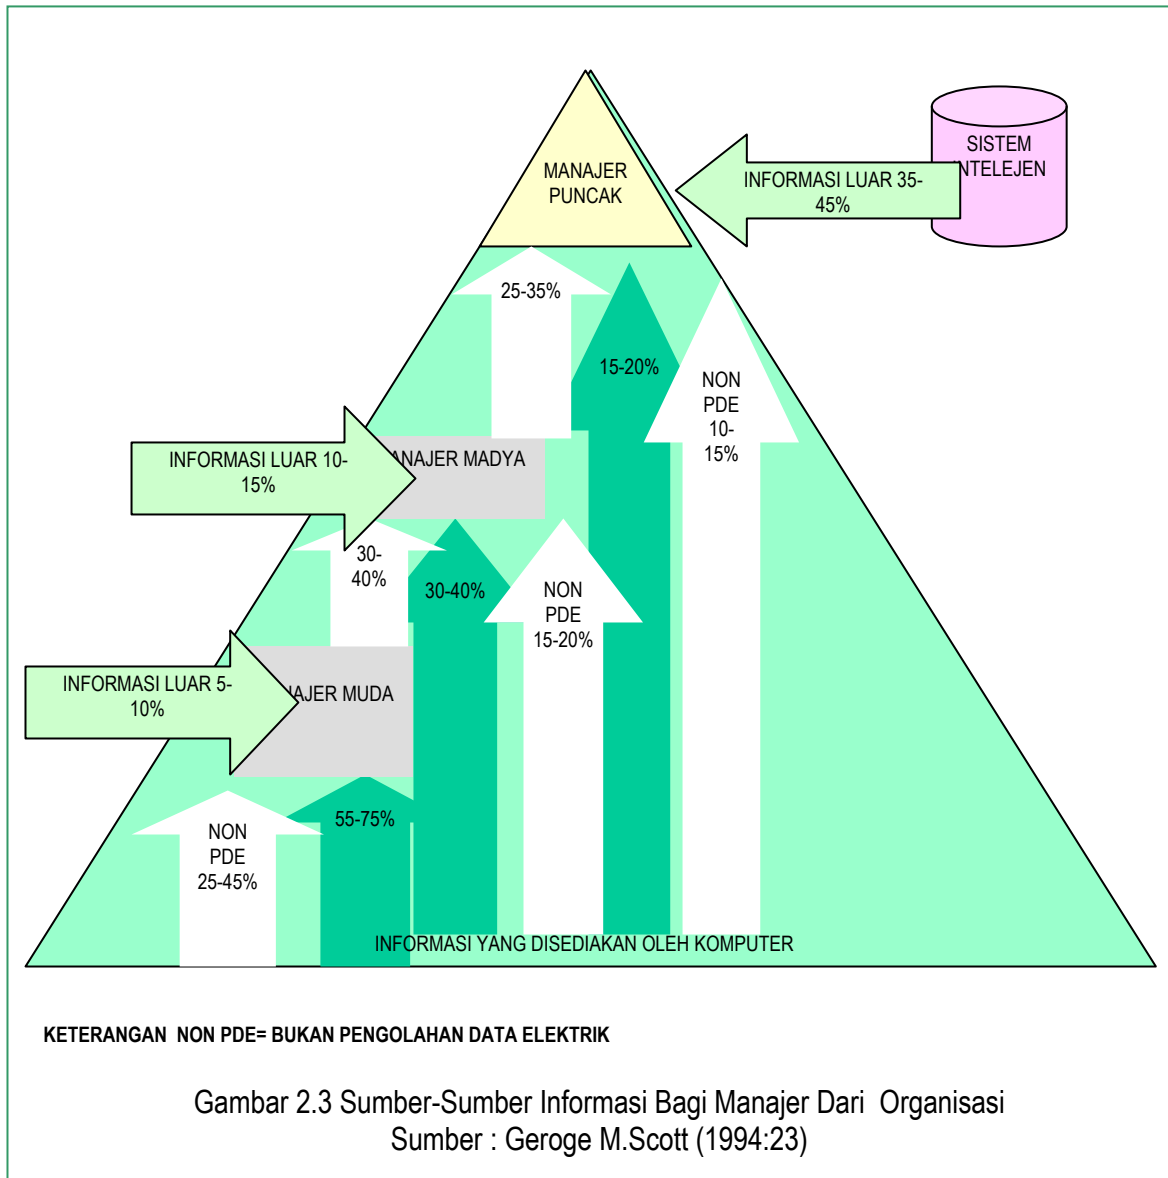 MANAJER
PUNCAK
INFORMASI LUAR 35-
45%
SISTEM
NTELEJEN
25-35%
15-20%
NON
PDE
10-
15%
INFORMASI LUAR 10-
15%
ANAJER MADYA
30-
40%
30-40%
NON
PDE
15-20%
INFORMASI LUAR 5-
10%
NAJER MUDA
55-75%
NON
PDE
25-45%
INFORMASI YANG DISEDIAKAN OLEH KOMPUTER
KETERANGAN NON PDE= BUKAN PENGOLAHAN DATA ELEKTRIK
Gambar 2.3 Sumber-Sumber Informasi Bagi Manajer Dari Organisasi
Sumber : Geroge M.Scott (1994:23)